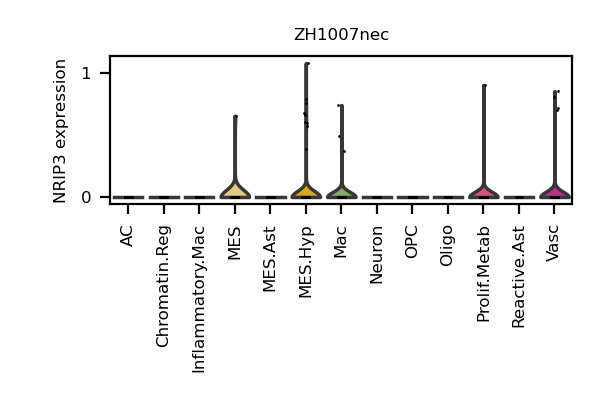 ZH1007nec
NRIP3 expression
1
0
AC
Chromatin.Reg
Inflammatory.Mac
MES
MES.Ast
MES.Hyp
Mac
Neuron
OPC
Oligo
Prolif.Metab
Reactive.Ast
Vasc